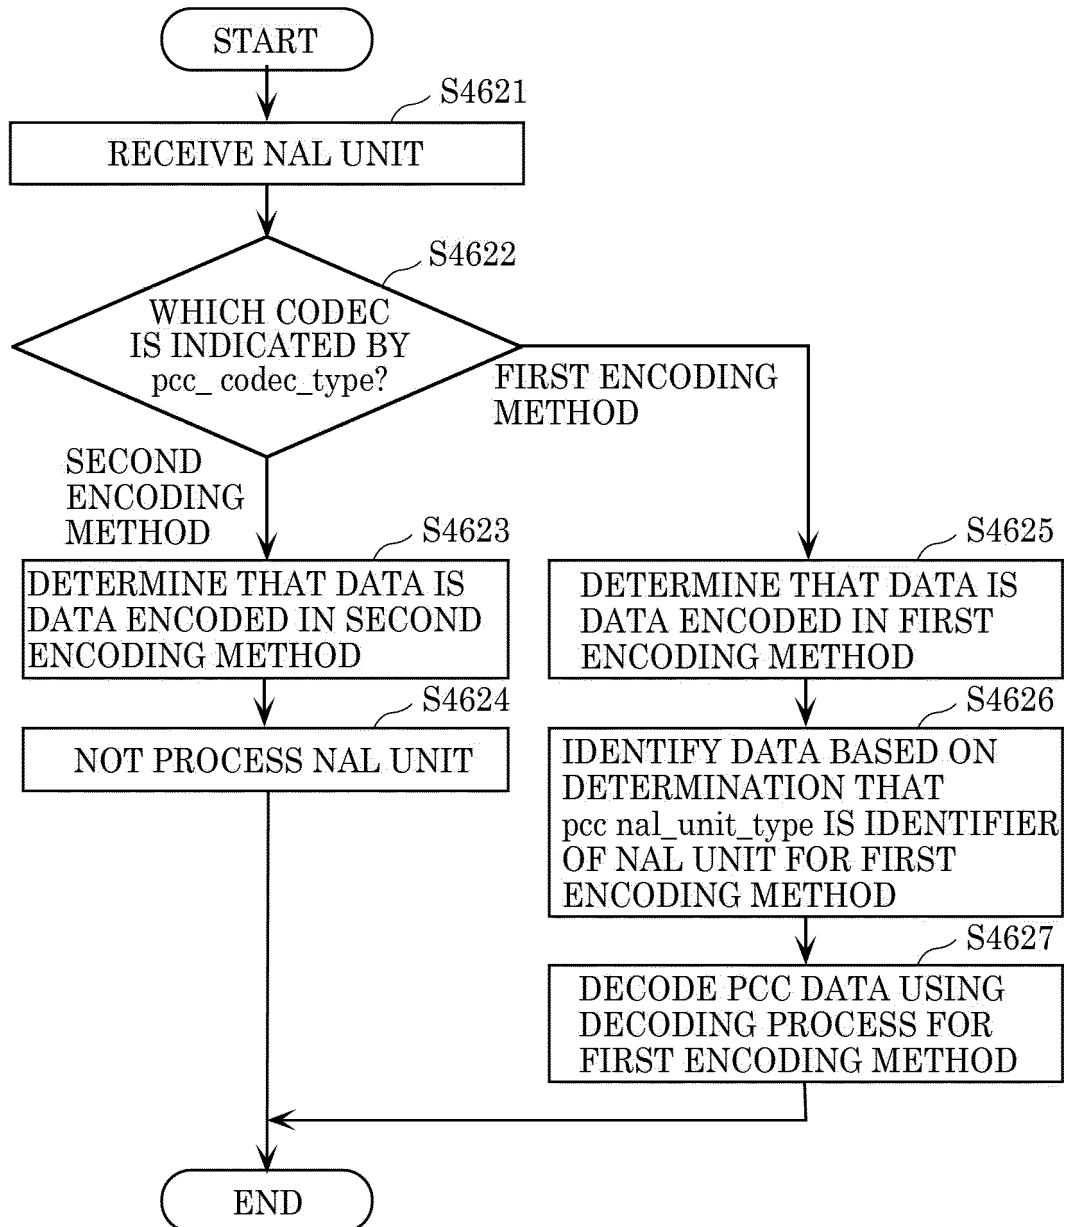 START
S4621
RECEIVE NAL UNIT
S4622
WHICH CODEC
IS INDICATED BY
pcc_ codec_type?
FIRST ENCODING
METHOD
SECOND
ENCODING
METHOD
S4623
DETERMINE THAT DATA IS
DATA ENCODED IN SECOND
ENCODING METHOD
S4624
NOT PROCESS NAL UNIT
S4625
DETERMINE THAT DATA IS
DATA ENCODED IN FIRST
ENCODING METHOD
S4626
IDENTIFY DATA BASED ON
DETERMINATION THAT
pcc nal_unit_type IS IDENTIFIER
OF NAL UNIT FOR FIRST
ENCODING METHOD
S4627
DECODE PCC DATA USING
DECODING PROCESS FOR
FIRST ENCODING METHOD
END